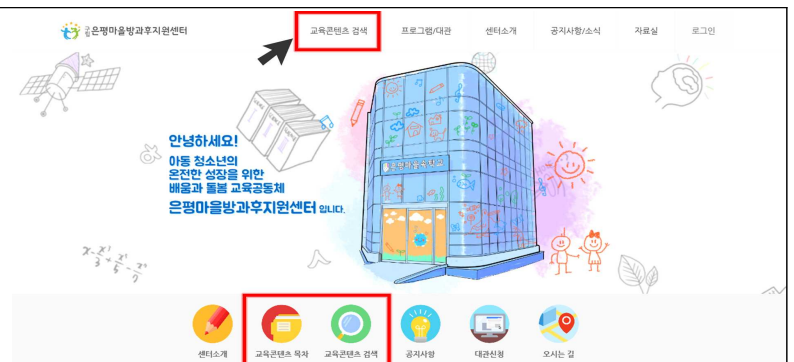 구립 은평마을방과후지원센터
교육콘텐츠 검색 프로그램/대관 센터소개 공지사항/소식 자료실 로그인
안녕하세요!
아동 청소년의
온전한 성장을 위한
배움과 돌봄 교육공동체
은평마을방과후지원센터 입니다.
센터소개 교육콘텐츠 목차 교육콘텐츠 검색 공지사항 대관신청 오시는 길